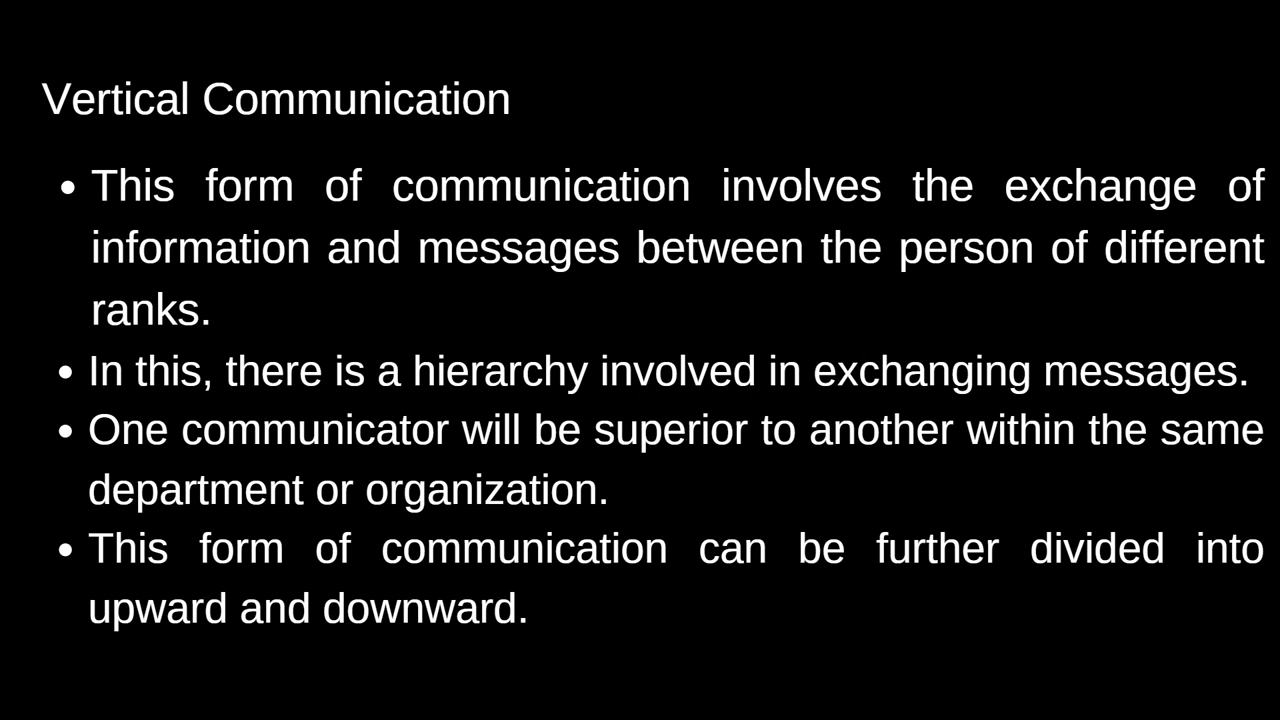 Vertical Communication
• This form of communication involves the exchange of
information and messages between the person of different
ranks.
• In this, there is a hierarchy involved in exchanging messages.
• One communicator will be superior to another within the same
department or organization.
• This form of communication can be further divided into
upward and downward.